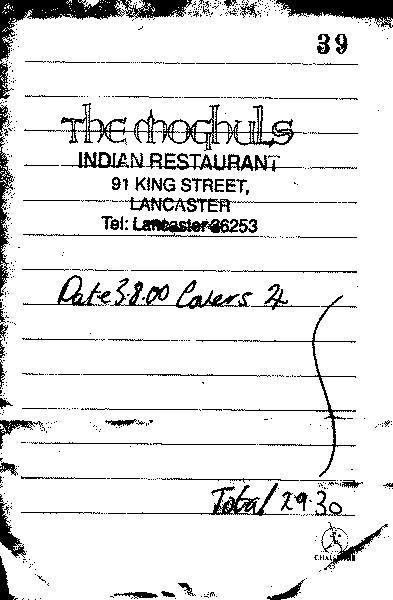 39
The Moghuls
INDIAN RESTAURANT
91 KING STREET,
LANCASTER
Tel: Lancaster 36253
Date 3.8.00 Covers 2
Total 29.30